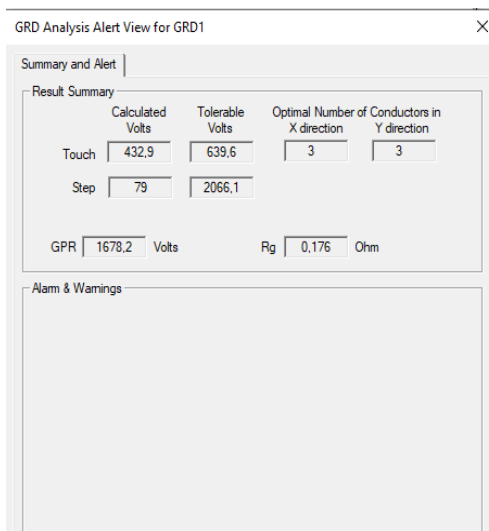 GRD Analysis Alert View for GRD1
Summary and Alert
Result Summary
Calculated Volts Tolerable Volts Optimal Number of Conductors in
X direction Y direction
Touch 432,9 639,6 3 3
Step 79 2066,1
GPR 1678,2 Volts Rg 0,176 Ohm
Alarm & Warnings